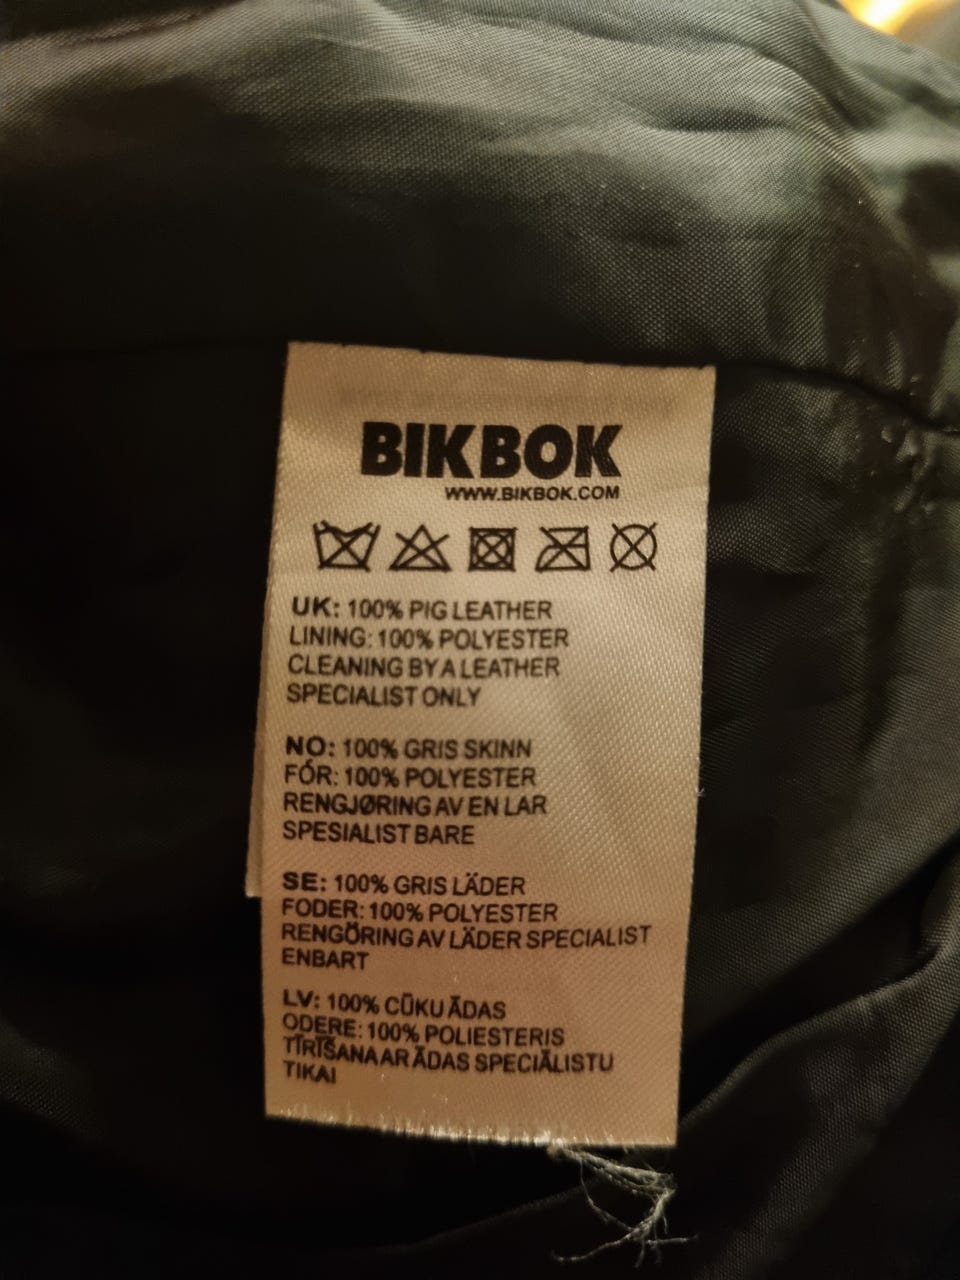 BIKBOK
WWW.BIKBOK.COM
UK: 100% PIG LEATHER
LINING: 100% POLYESTER
CLEANING BY A LEATHER
SPECIALIST ONLY
NO: 100% GRIS SKINN
FÓR: 100% POLYESTER
RENGJØRING AV EN LAR
SPESIALIST BARE
SE: 100% GRIS LÄDER
FODER: 100% POLYESTER
RENGÖRING AV LÄDER SPECIALIST
ENBART
LV: 100% CŪKU ĀDAS
ODERE: 100% POLIESTERIS
TĪRĪŠANA AR ĀDAS SPECIĀLISTU
TIKAI